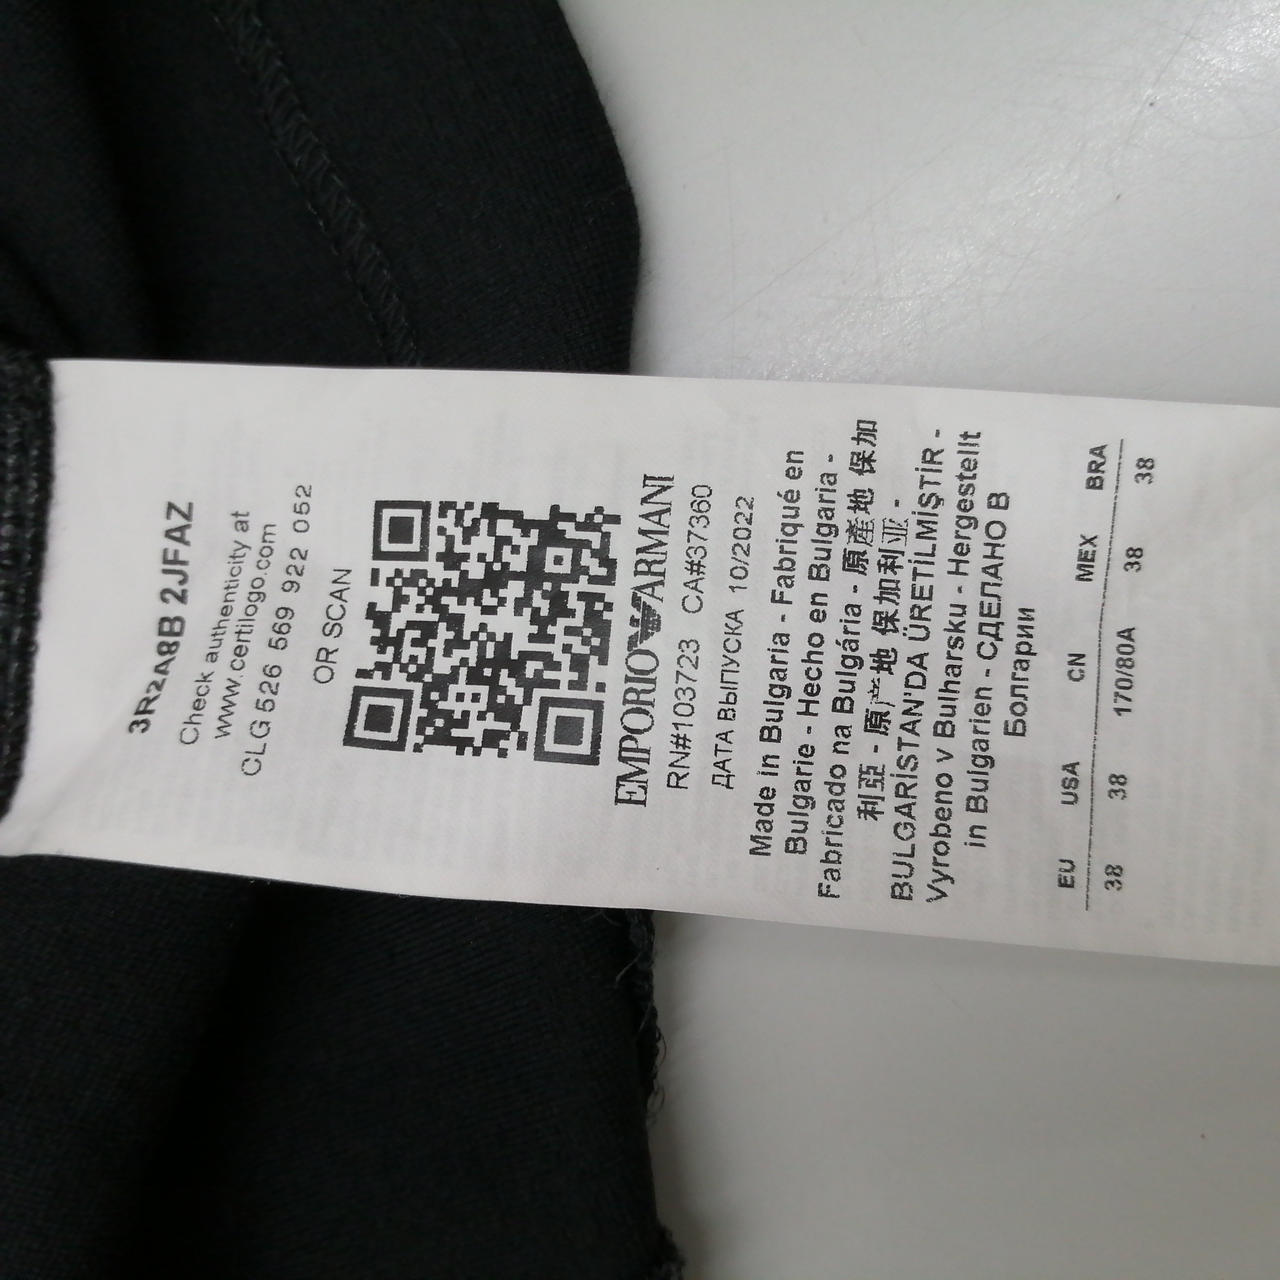 3R2A8B 2JFAZ
Check authenticity at
www.certilogo.com
CLG 526 569 922 052
OR SCAN
EMPORIO ARMANI
RN#103723 CA#37360
ДАТА ВЫПУСКА 10/2022
Made in Bulgaria - Fabriqué en
Bulgarie - Hecho en Bulgaria -
Fabricado na Bulgária - 原產地 保加
利亞 - 原产地 保加利亚 -
BULGARİSTAN'DA ÜRETİLMİŞTİR -
Vyrobeno v Bulharsku - Hergestellt
in Bulgarien - СДЕЛАНО В
Болгарии
EU USA CN MEX BRA
38 38 170/80A 38 38